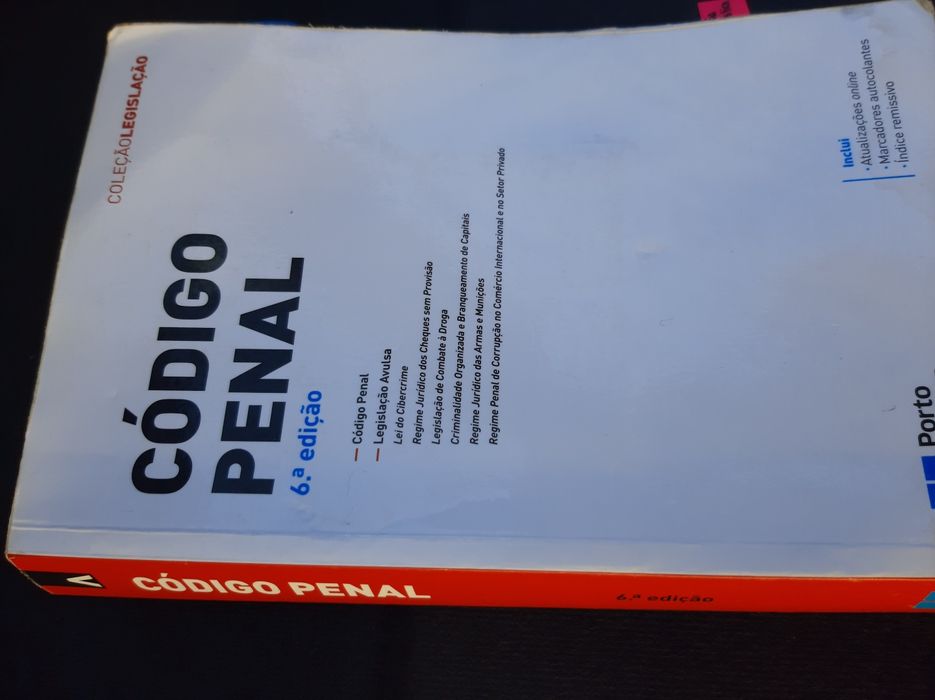 COLEÇÃOLEGISLAÇÃO
CÓDIGO
PENAL
6.ª edição
— Código Penal
— Legislação Avulsa
Lei do Cibercrime
Regime Jurídico dos Cheques sem Provisão
Legislação de Combate à Droga
Criminalidade Organizada e Branqueamento de Capitais
Regime Jurídico das Armas e Munições
Regime Penal de Corrupção no Comércio Internacional e no Setor Privado
Inclui
• Atualizações online
• Marcadores autocolantes
• Índice remissivo
Porto
CÓDIGO PENAL
6.ª edição